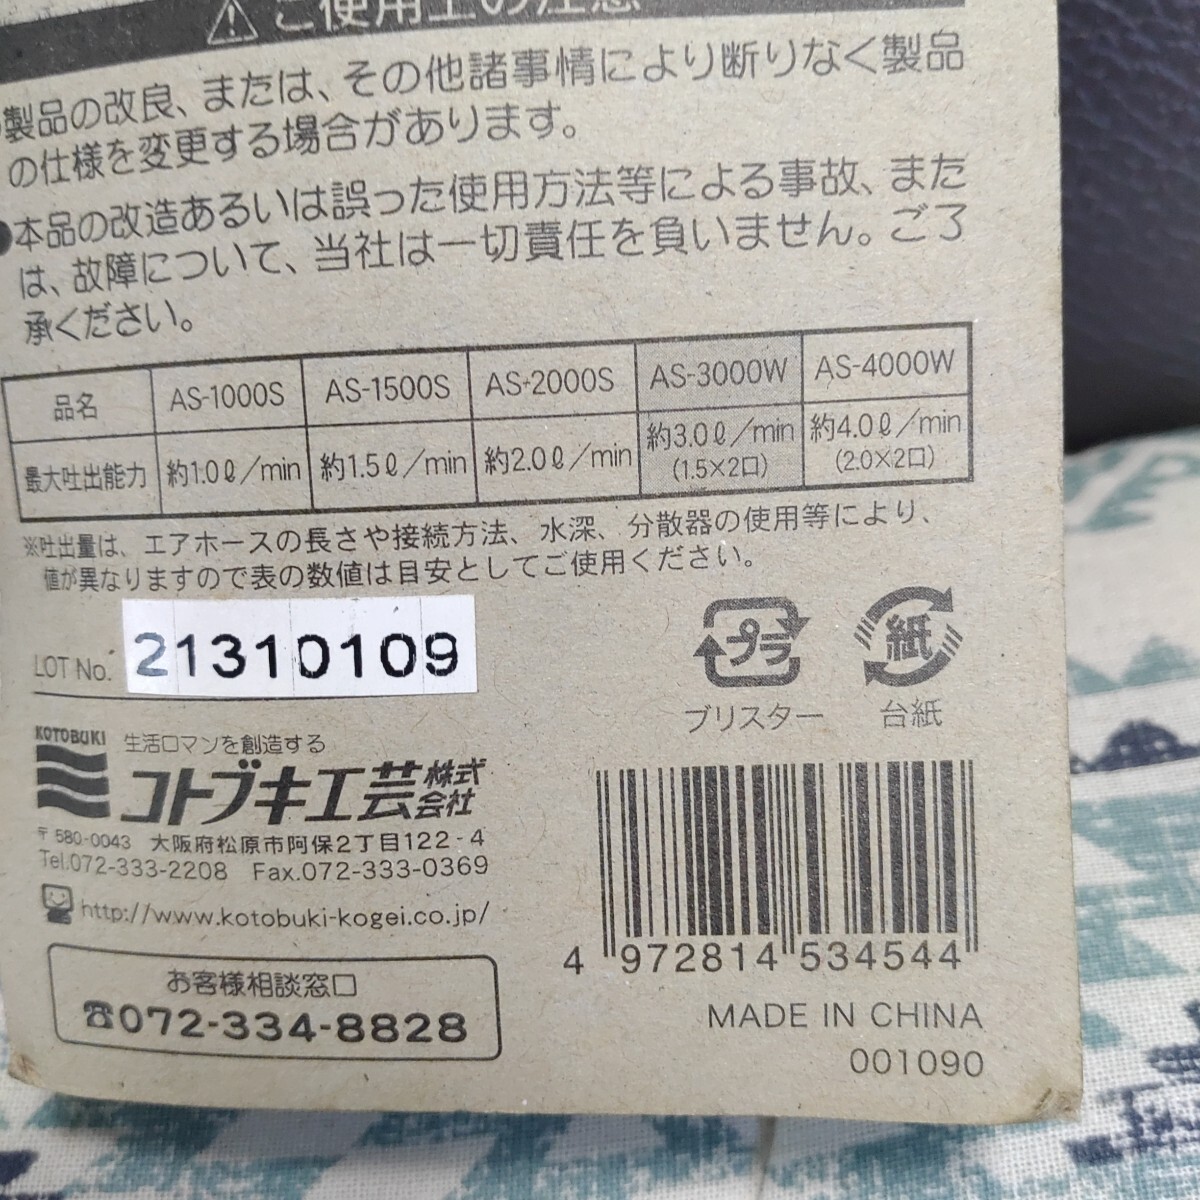 ⚠ご使用上の注意
●製品の改良、または、その他諸事情により断りなく製品
の仕様を変更する場合があります。
●本品の改造あるいは誤った使用方法等による事故、また
は、故障について、当社は一切責任を負いません。ご了
承ください。
品名 AS-1000S AS-1500S AS-2000S AS-3000W AS-4000W
最大吐出能力 約1.0ℓ/min 約1.5ℓ/min 約2.0ℓ/min 約3.0ℓ/min 約4.0ℓ/min
(1.5×2口) (2.0×2口)
※吐出量は、エアホースの長さや接続方法、水深、分散器の使用等により、
値が異なりますので表の数値は目安としてご使用ください。
LOT No. 21310109
プラ
ブリスター
紙
台紙
KOTOBUKI
生活ロマンを創造する
コトブキ工芸株式会社
〒580-0043 大阪府松原市阿保2丁目122-4
Tel.072-333-2208 Fax.072-333-0369
http://www.kotobuki-kogei.co.jp/
お客様相談窓口
☎072-334-8828
4 972814 534544
MADE IN CHINA
001090